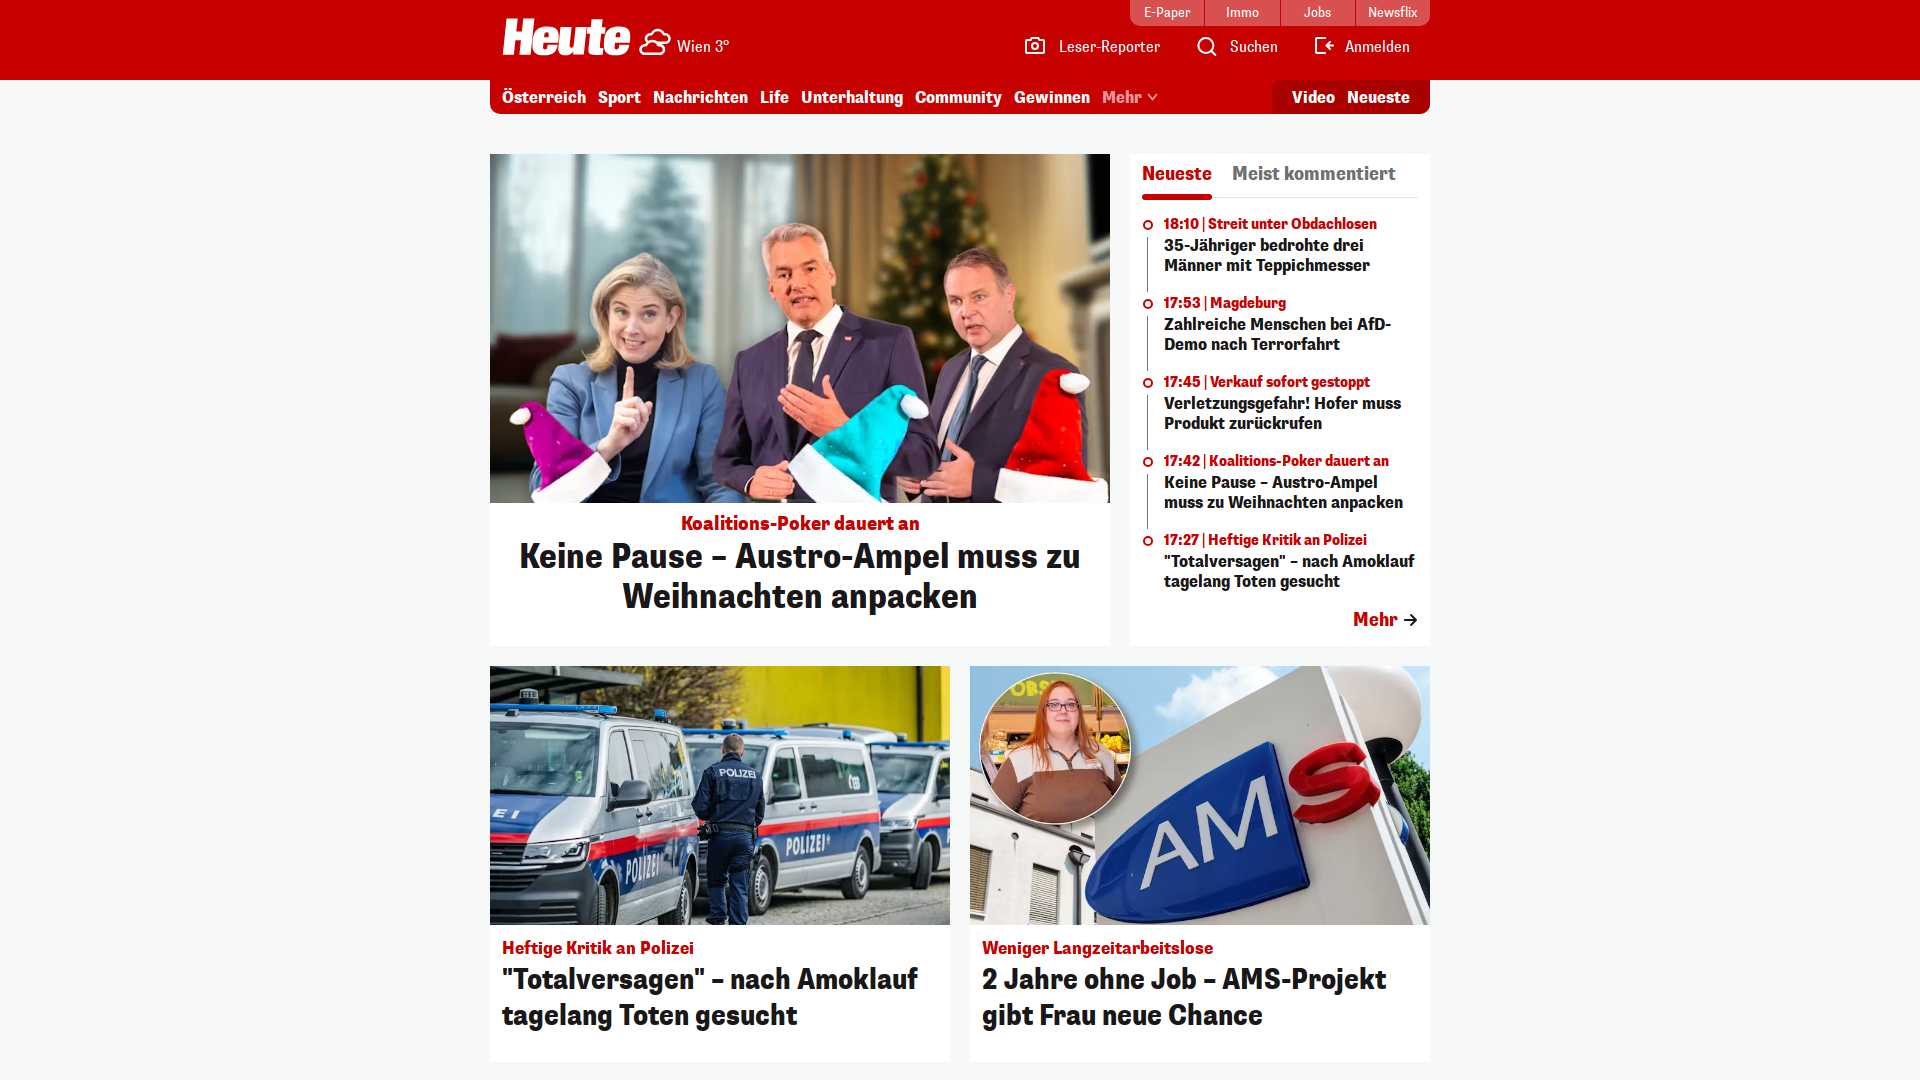 E-Paper
Immo
Jobs
Newsflix
Heute
Wien 3°
Leser-Reporter
Suchen
Anmelden
Österreich Sport Nachrichten Life Unterhaltung Community Gewinnen Mehr
Video Neueste
Koalitions-Poker dauert an
Keine Pause – Austro-Ampel muss zu
Weihnachten anpacken
Neueste
Meist kommentiert
18:10 | Streit unter Obdachlosen
35-Jähriger bedrohte drei
Männer mit Teppichmesser
17:53 | Magdeburg
Zahlreiche Menschen bei AfD-
Demo nach Terrorfahrt
17:45 | Verkauf sofort gestoppt
Verletzungsgefahr! Hofer muss
Produkt zurückrufen
17:42 | Koalitions-Poker dauert an
Keine Pause – Austro-Ampel
muss zu Weihnachten anpacken
17:27 | Heftige Kritik an Polizei
"Totalversagen" – nach Amoklauf
tagelang Toten gesucht
Mehr
POLIZEI
POLIZEI
POLIZEI
Heftige Kritik an Polizei
"Totalversagen" – nach Amoklauf
tagelang Toten gesucht
AMS
Weniger Langzeitarbeitslose
2 Jahre ohne Job – AMS-Projekt
gibt Frau neue Chance